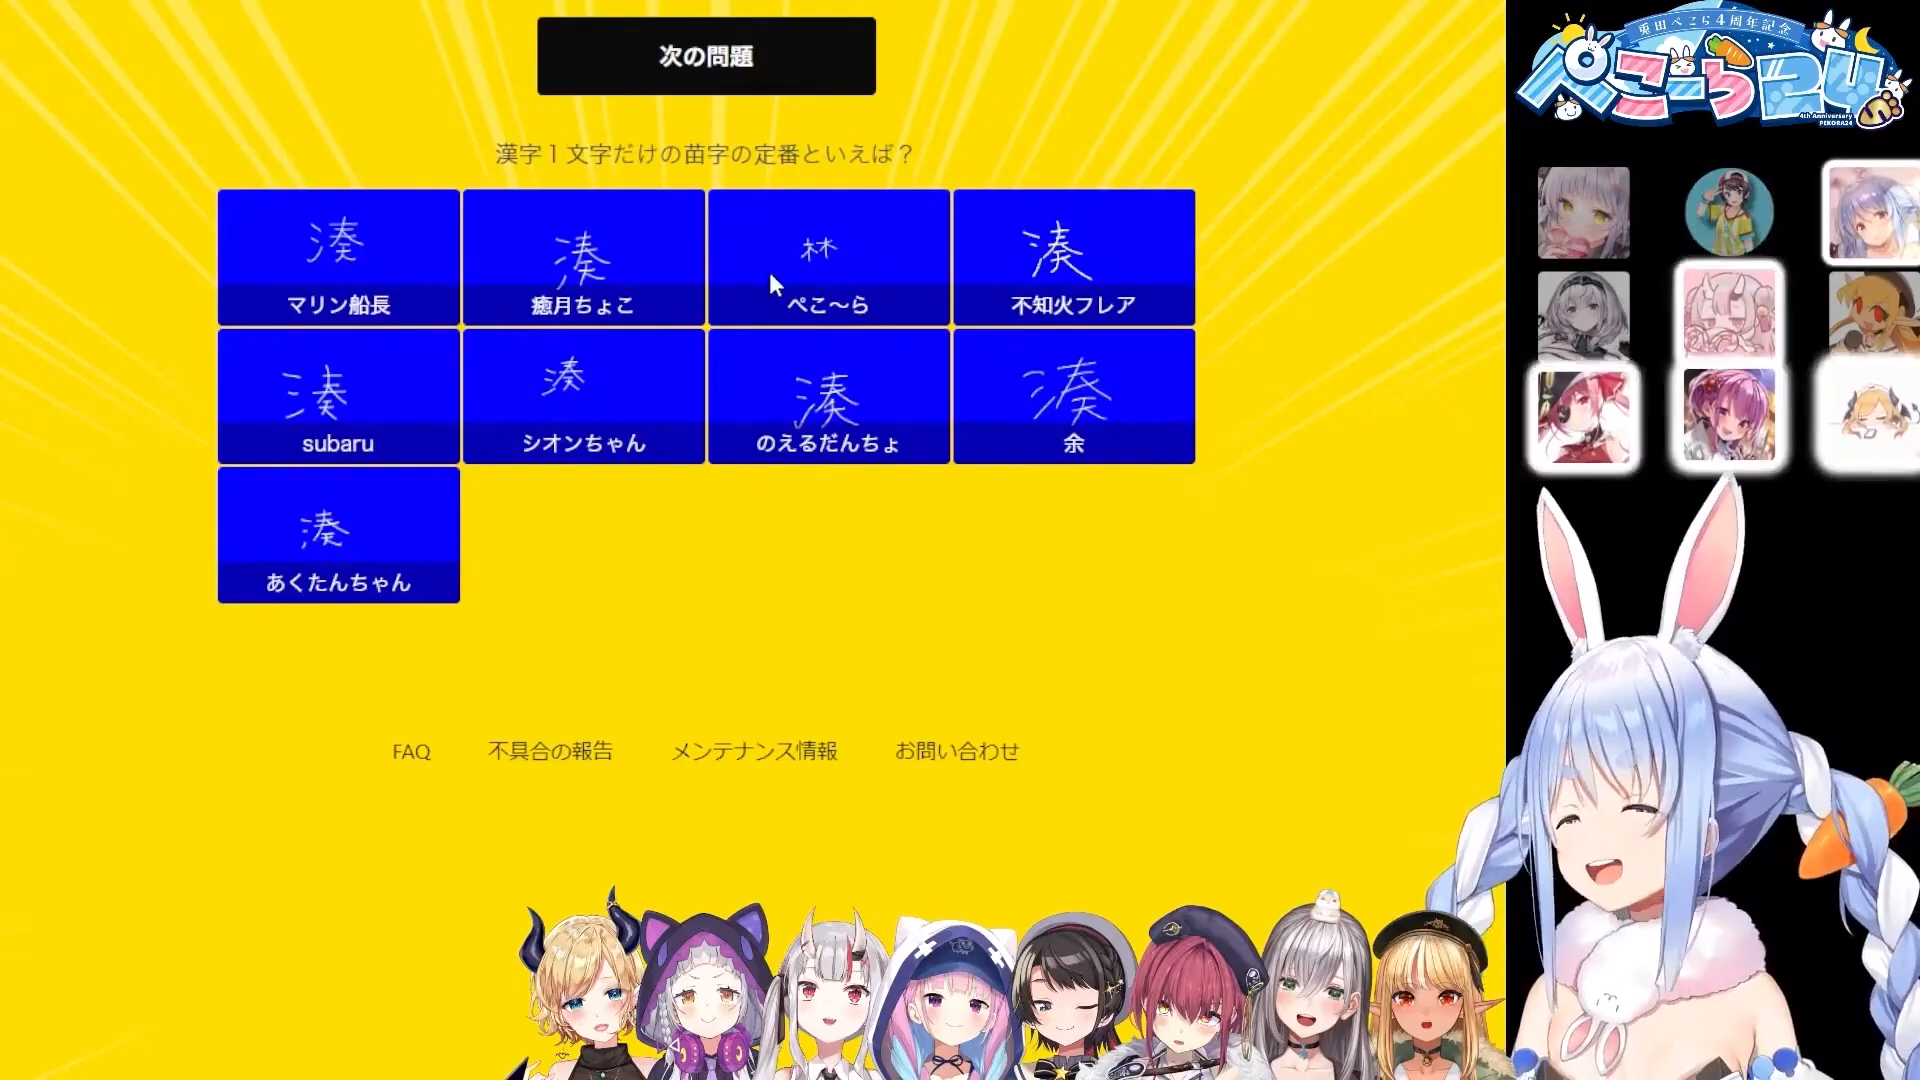 次の問題
漢字1文字だけの苗字の定番といえば?
湊
マリン船長
湊
癒月ちょこ
林
ぺこ〜ら
湊
不知火フレア
湊
subaru
湊
シオンちゃん
湊
のえるだんちょ
湊
余
湊
あくたんちゃん
FAQ 不具合の報告 メンテナンス情報 お問い合わせ
兎田ぺこら4周年記念
ぺこーら24
4th Anniversary
PEKORA24